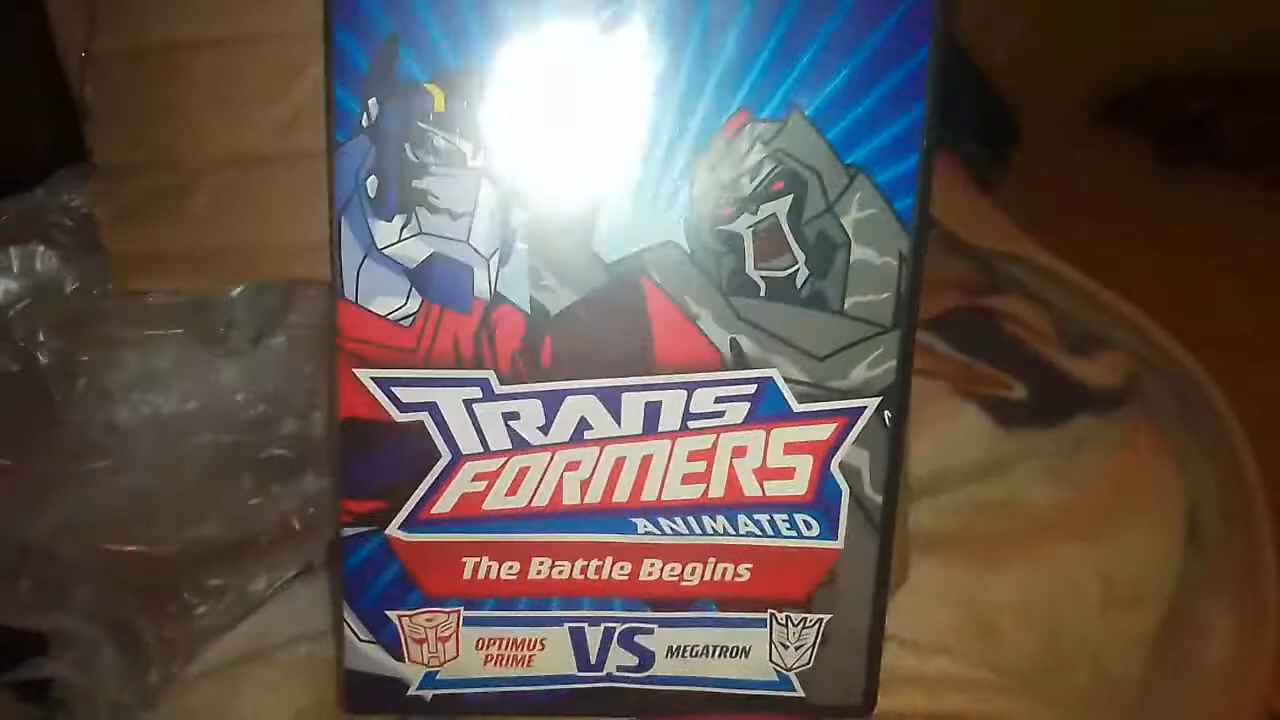 TRANS
FORMERS
ANIMATED
The Battle Begins
OPTIMUS
PRIME
VS
MEGATRON